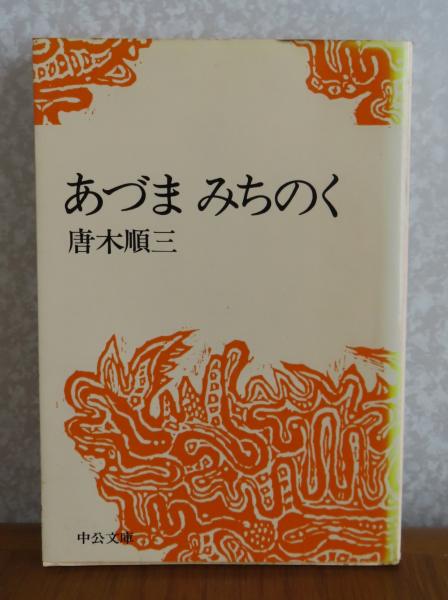 あづま みちのく
唐木順三
中公文庫